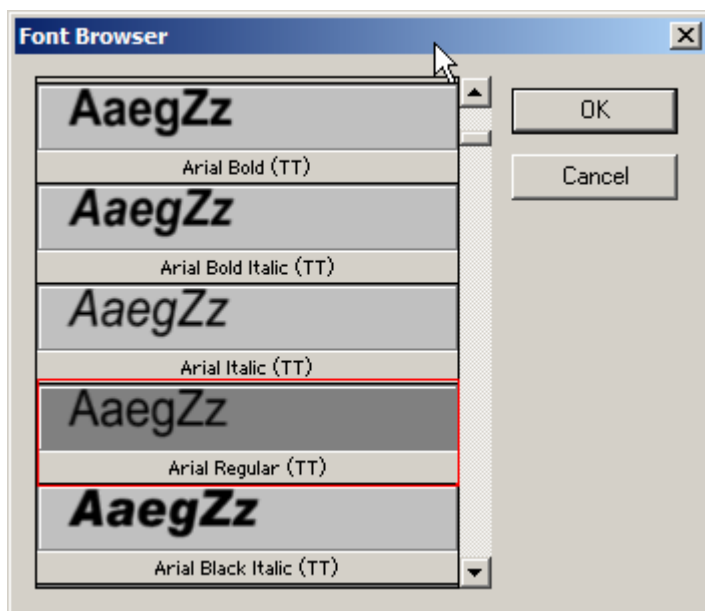 Font Browser
AaegZz
Arial Bold (TT)
AaegZz
Arial Bold Italic (TT)
AaegZz
Arial Italic (TT)
AaegZz
Arial Regular (TT)
AaegZz
Arial Black Italic (TT)
OK
Cancel